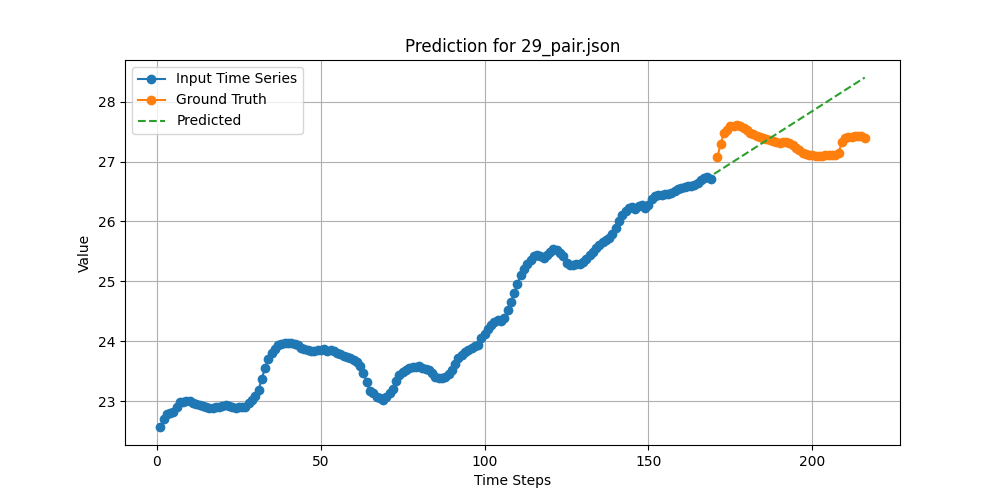 Prediction for 29_pair.json
Input Time Series
Ground Truth
Predicted
28
27
26
25
24
23
Value
0
50
100
150
200
Time Steps